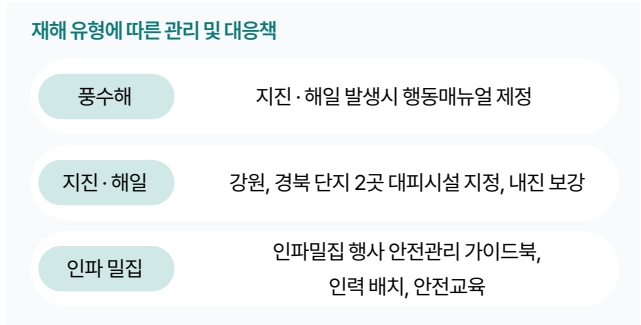 재해 유형에 따른 관리 및 대응책
풍수해
지진·해일 발생시 행동매뉴얼 제정
지진·해일
강원, 경북 단지 2곳 대피시설 지정, 내진 보강
인파 밀집
인파밀집 행사 안전관리 가이드북,
인력 배치, 안전교육